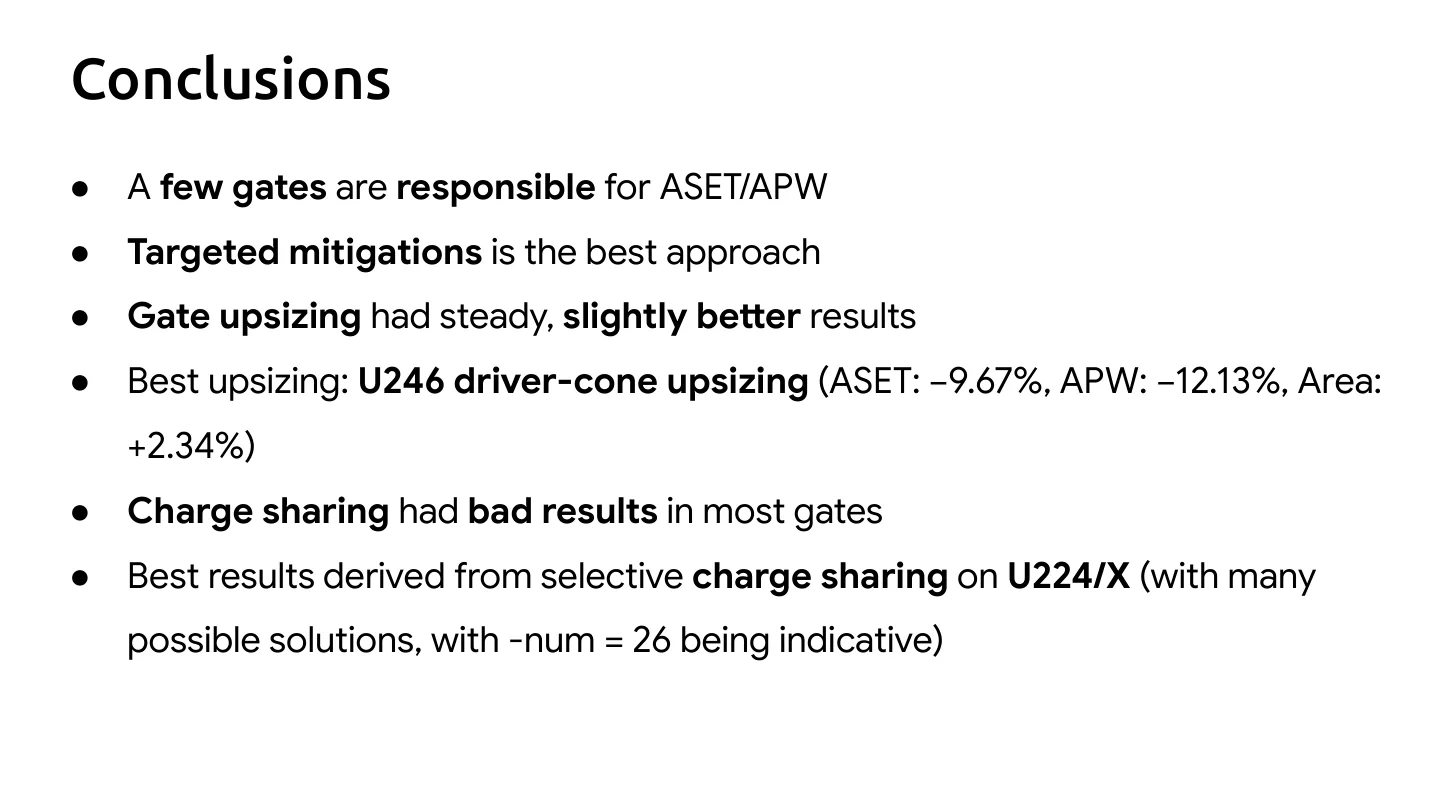 Conclusions
● A few gates are responsible for ASET/APW
● Targeted mitigations is the best approach
● Gate upsizing had steady, slightly better results
● Best upsizing: U246 driver-cone upsizing (ASET: −9.67%, APW: −12.13%, Area:
+2.34%)
● Charge sharing had bad results in most gates
● Best results derived from selective charge sharing on U224/X (with many
possible solutions, with -num = 26 being indicative)